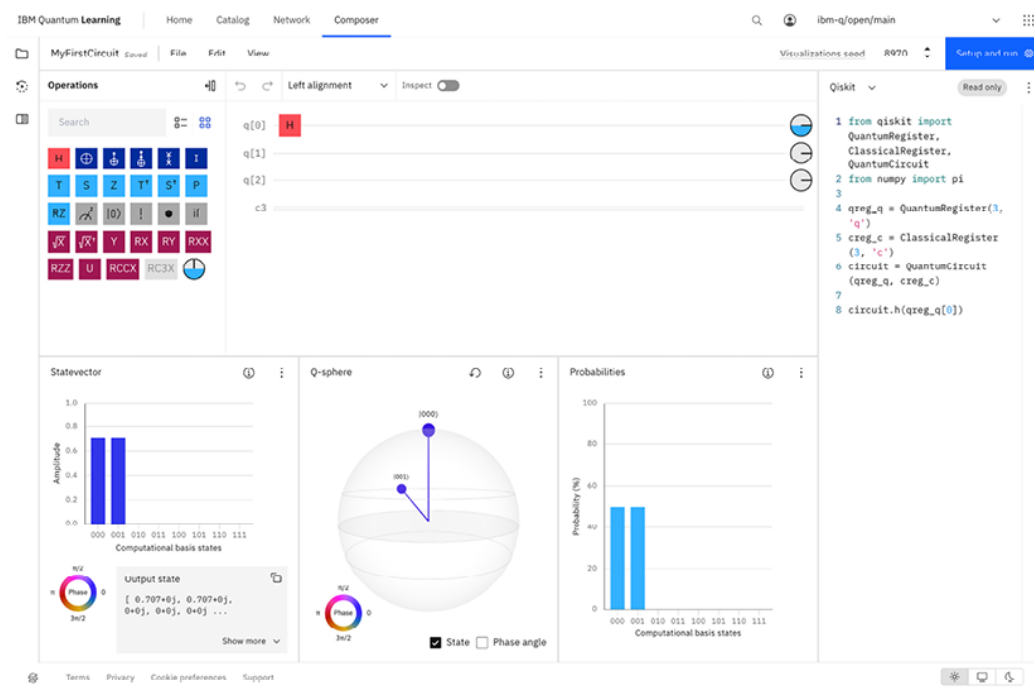 IBM Quantum Learning Home Catalog Network Composer ibm-q/open/main
MyFirstCircuit Saved File Edit View Visualizations seed 8970 Setup and run
Operations
Left alignment
Inspect
Search
H I
T S Z T† S† P
RZ |0⟩ if
√X √X† Y RX RY RXX
RZZ U RCCX RC3X
q[0] H
q[1]
q[2]
c3
Qiskit
Read only
1 from qiskit import
QuantumRegister,
ClassicalRegister,
QuantumCircuit
2 from numpy import pi
3
4 qreg_q = QuantumRegister(3,
'q')
5 creg_c = ClassicalRegister
(3, 'c')
6 circuit = QuantumCircuit
(qreg_q, creg_c)
7
8 circuit.h(qreg_q[0])
Statevector
1.0
0.8
0.6
0.4
0.2
0.0
Amplitude
000 001 010 011 100 101 110 111
Computational basis states
π/2
π Phase 0
3π/2
Output state
[ 0.707+0j, 0.707+0j,
0+0j, 0+0j, 0+0j ...
Show more
Q-sphere
|000⟩
|001⟩
π/2
π Phase 0
3π/2
State Phase angle
Probabilities
100
80
60
40
20
0
Probability (%)
000 001 010 011 100 101 110 111
Computational basis states
Terms Privacy Cookie preferences Support